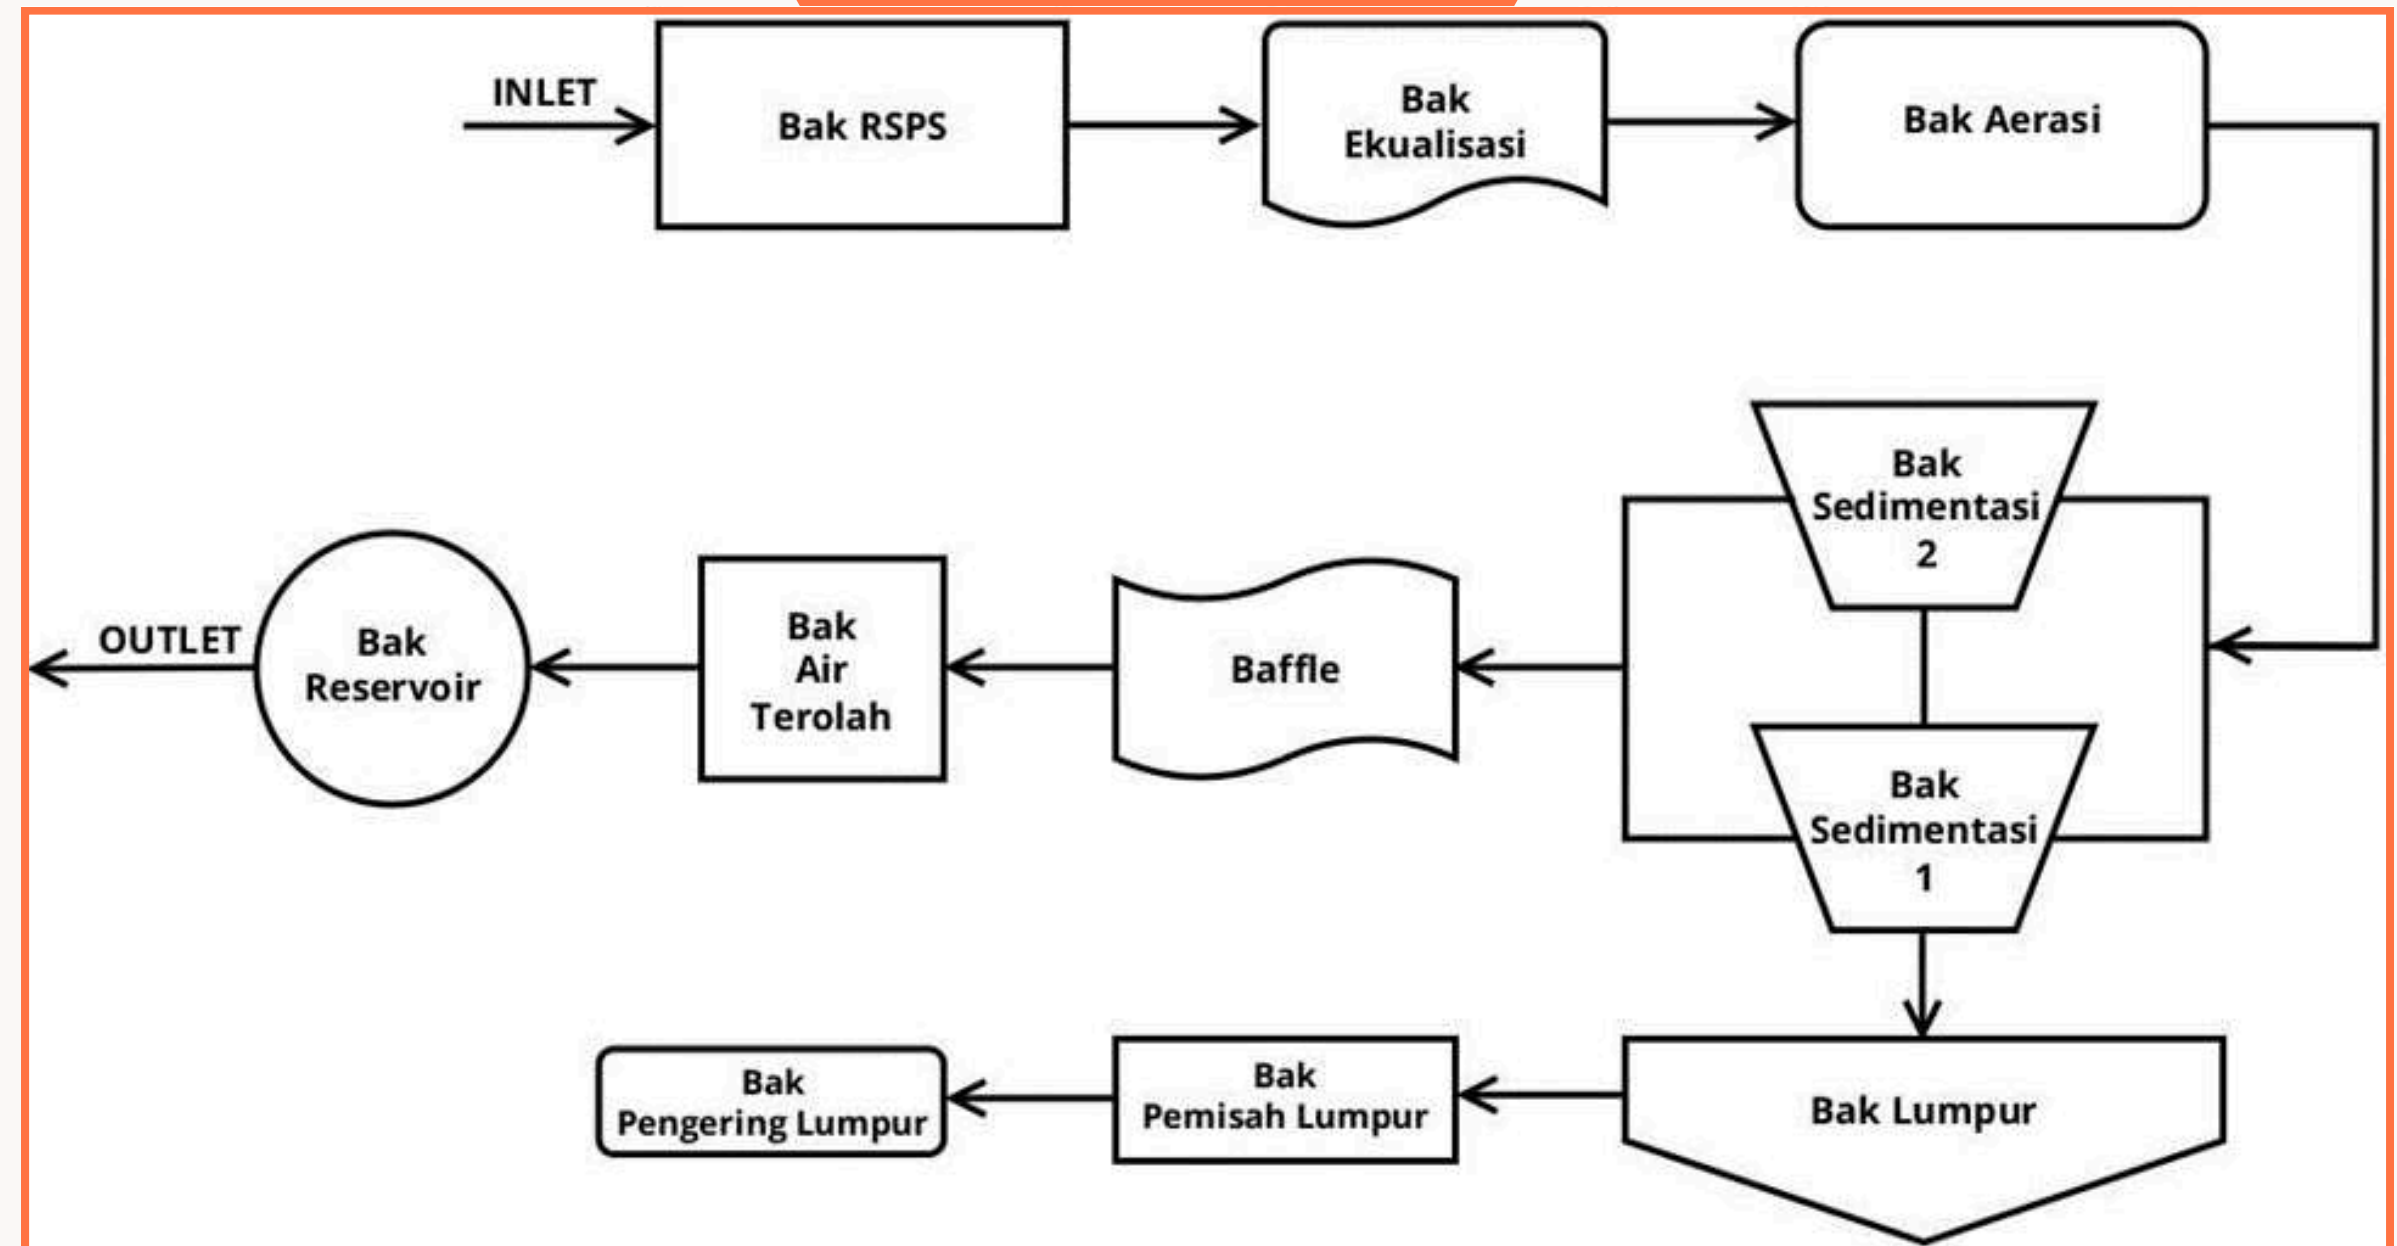 INLET
Bak RSPS
Bak
Ekualisasi
Bak Aerasi
Bak
Sedimentasi
2
OUTLET
Bak
Reservoir
Bak
Air
Terolah
Baffle
Bak
Sedimentasi
1
Bak
Pengering Lumpur
Bak
Pemisah Lumpur
Bak Lumpur